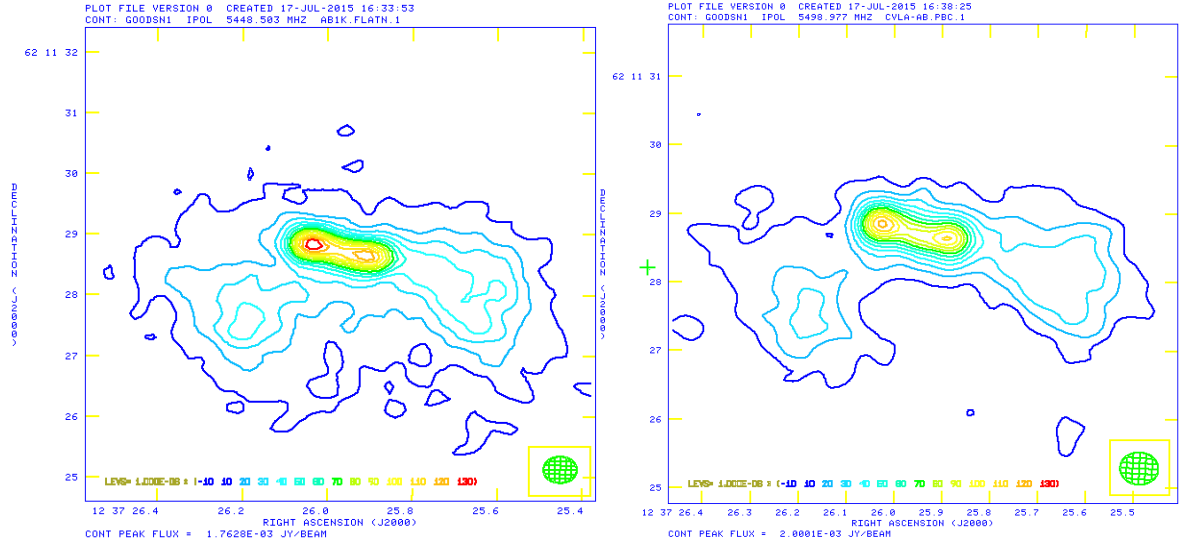 PLOT FILE VERSION 0 CREATED 17-JUL-2015 16:33:53
CONT: GOODSN1 IPOL 5448.503 MHZ AB1K.FLATN.1
62 11 32
31
30
29
28
27
26
25
DECLINATION (J2000)
LEVS= 1.000E-06 * (-10 10 20 30 40 50 60 70 80 90 100 110 120 130)
12 37 26.4 26.2 26.0 25.8 25.6 25.4
RIGHT ASCENSION (J2000)
CONT PEAK FLUX = 1.7628E-03 JY/BEAM
PLOT FILE VERSION 0 CREATED 17-JUL-2015 16:38:25
CONT: GOODSN1 IPOL 5498.977 MHZ CVLA-AB.PBC.1
62 11 31
30
29
28
27
26
25
DECLINATION (J2000)
LEVS= 1.000E-06 * (-10 10 20 30 40 50 60 70 80 90 100 110 120 130)
12 37 26.4 26.3 26.2 26.1 26.0 25.9 25.8 25.7 25.6 25.5
RIGHT ASCENSION (J2000)
CONT PEAK FLUX = 2.0001E-03 JY/BEAM